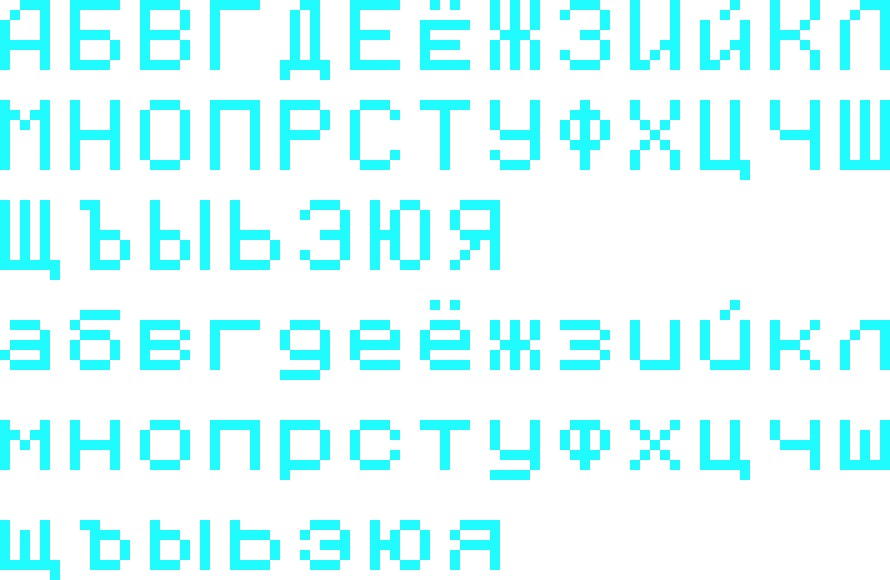 АБВГДЕЁЖЗИЙКЛ
МНОПРСТУФХЦЧШ
ЩЪЫЬЭЮЯ
абвгдеёжзийкл
мнопрстуфхцчш
щъыьэюя